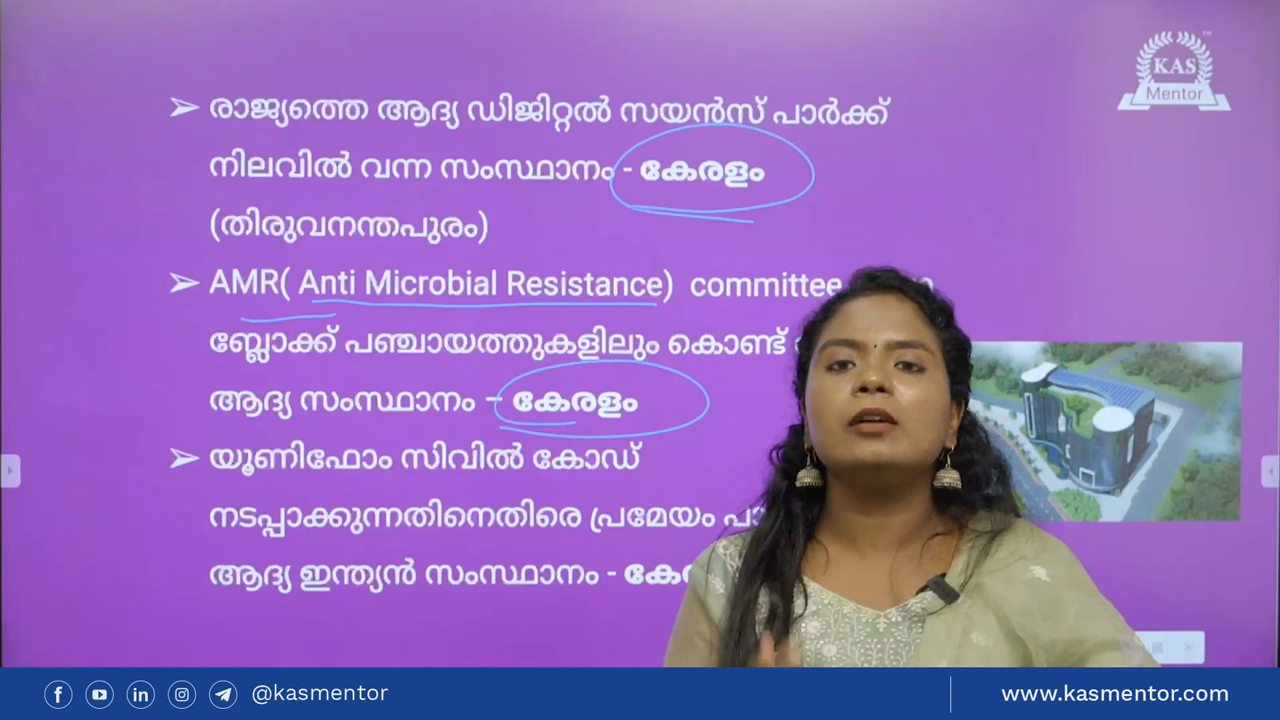 KAS
Mentor
TM
➢ രാജ്യത്തെ ആദ്യ ഡിജിറ്റൽ സയൻസ് പാർക്ക്
നിലവിൽ വന്ന സംസ്ഥാനം - കേരളം
(തിരുവനന്തപുരം)
➢ AMR( Anti Microbial Resistance) committee
ബ്ലോക്ക് പഞ്ചായത്തുകളിലും കൊണ്ട്
ആദ്യ സംസ്ഥാനം – കേരളം
➢ യൂണിഫോം സിവിൽ കോഡ്
നടപ്പാക്കുന്നതിനെതിരെ പ്രമേയം
ആദ്യ ഇന്ത്യൻ സംസ്ഥാനം -
@kasmentor
www.kasmentor.com